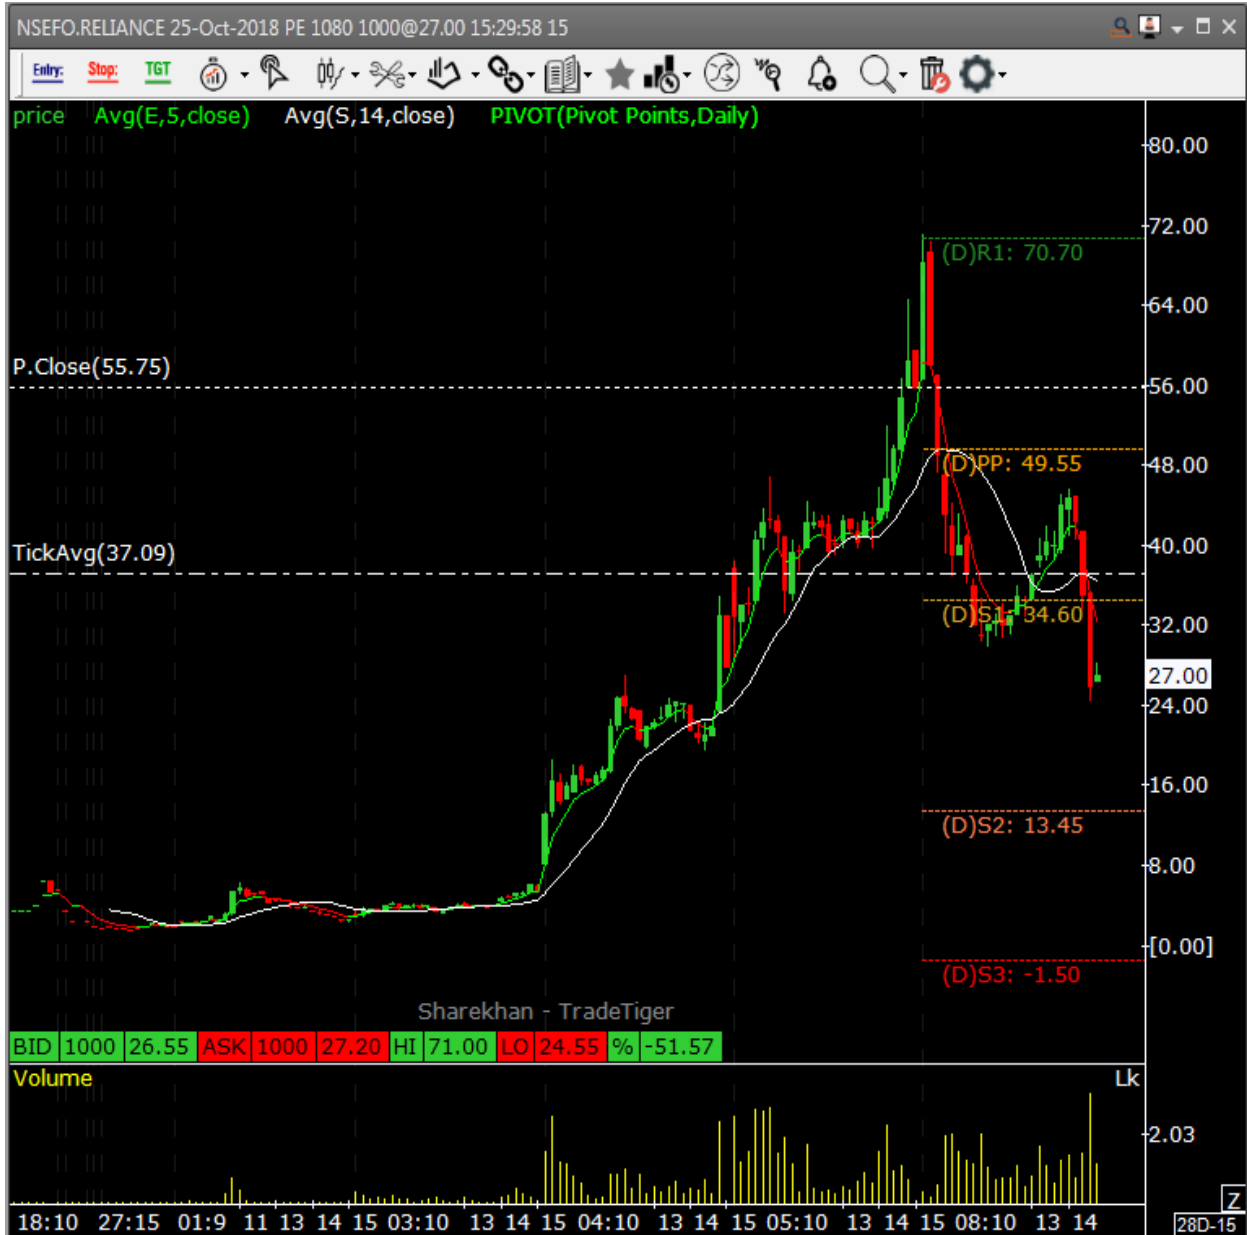 NSEFO.RELIANCE 25-Oct-2018 PE 1080 1000@27.00 15:29:58 15
Entry: Stop: TGT
price Avg(E,5,close) Avg(S,14,close) PIVOT(Pivot Points,Daily)
80.00
72.00
(D)R1: 70.70
64.00
P.Close(55.75)
56.00
(D)PP: 49.55
48.00
TickAvg(37.09)
40.00
(D)S1: 34.60
32.00
27.00
24.00
16.00
(D)S2: 13.45
8.00
[0.00]
(D)S3: -1.50
Sharekhan - TradeTiger
BID 1000 26.55 ASK 1000 27.20 HI 71.00 LO 24.55 % -51.57
Volume Lk
2.03
Z
18:10 27:15 01:9 11 13 14 15 03:10 13 14 15 04:10 13 14 15 05:10 13 14 15 08:10 13 14 28D-15